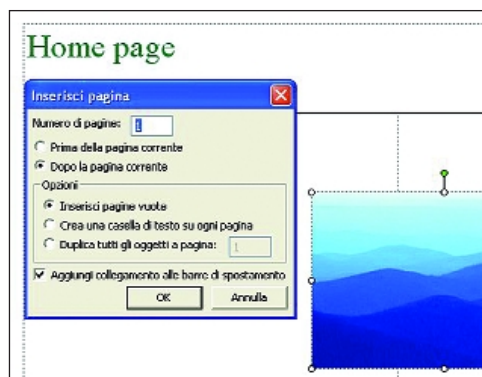 Home page
Inserisci pagina
Numero di pagine: 1
Prima della pagina corrente
Dopo la pagina corrente
Opzioni
Inserisci pagine vuote
Crea una casella di testo su ogni pagina
Duplica tutti gli oggetti a pagina: 1
Aggiungi collegamento alle barre di spostamento
OK Annulla